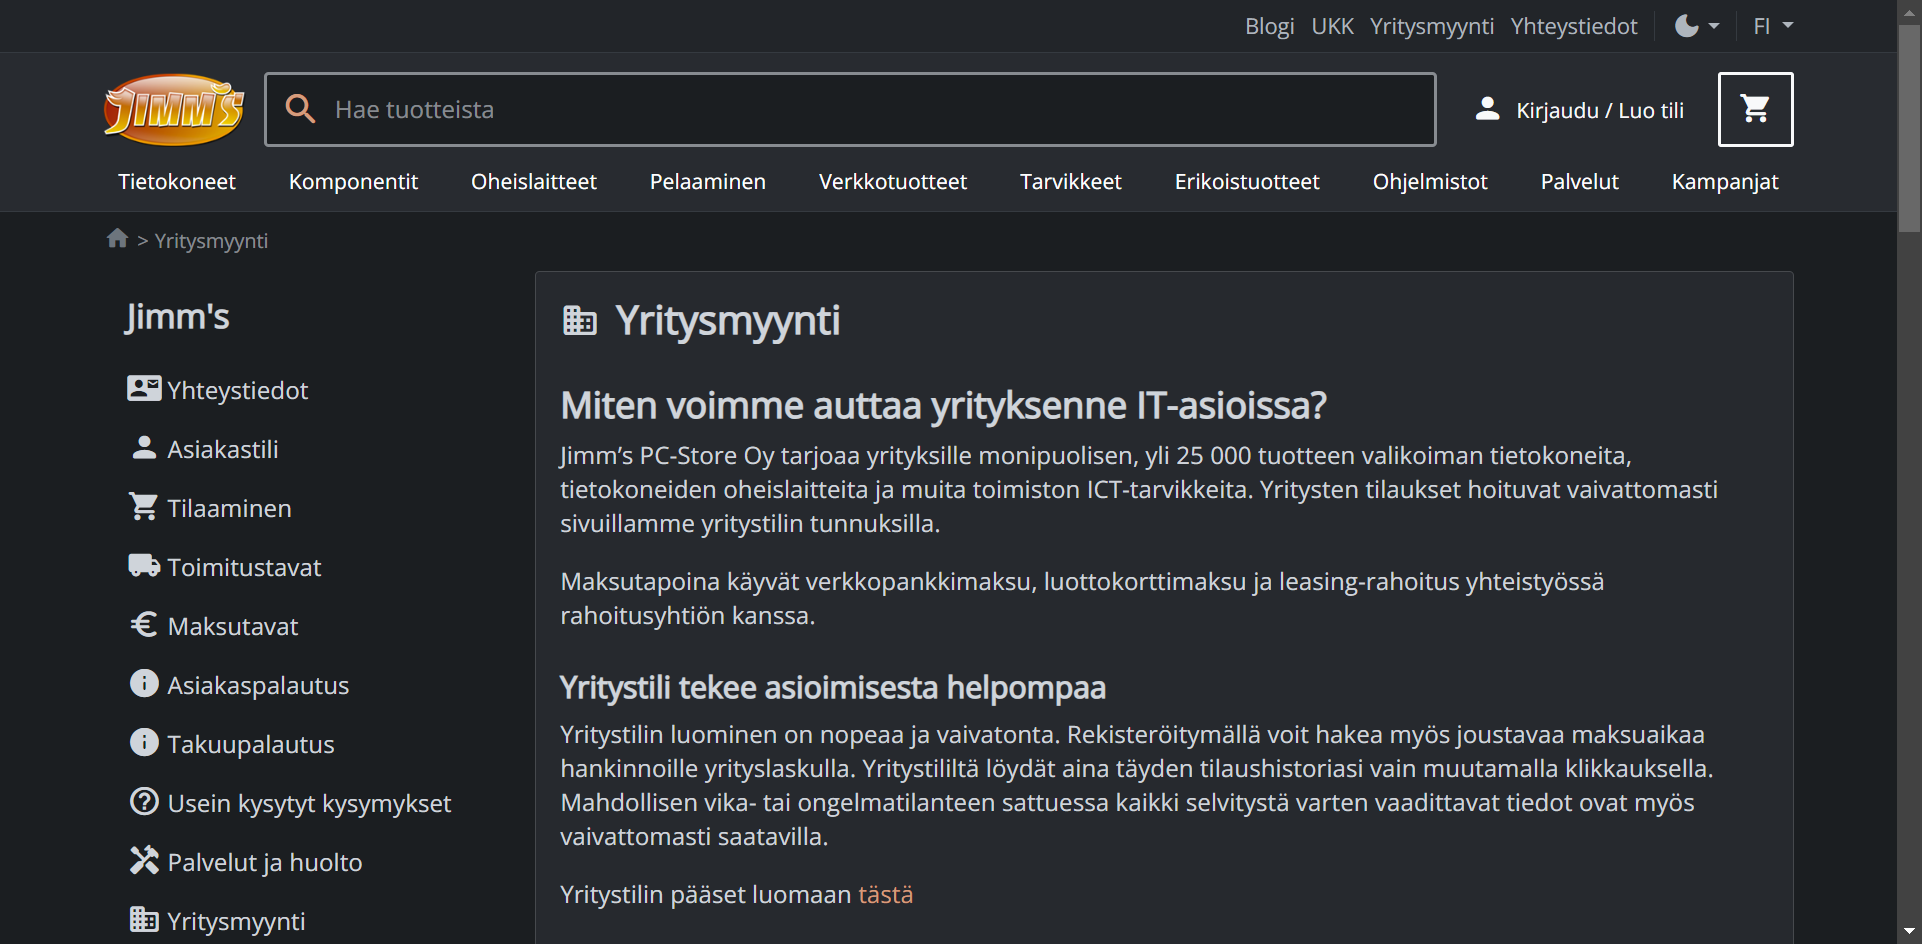 Blogi UKK Yritysmyynti Yhteystiedot FI
JIMM'S
Hae tuotteista
Kirjaudu / Luo tili
Tietokoneet Komponentit Oheislaitteet Pelaaminen Verkkotuotteet Tarvikkeet Erikoistuotteet Ohjelmistot Palvelut Kampanjat
> Yritysmyynti
Jimm's
Yhteystiedot
Asiakastili
Tilaaminen
Toimitustavat
Maksutavat
Asiakaspalautus
Takuupalautus
Usein kysytyt kysymykset
Palvelut ja huolto
Yritysmyynti
Yritysmyynti
Miten voimme auttaa yrityksenne IT-asioissa?
Jimm’s PC-Store Oy tarjoaa yrityksille monipuolisen, yli 25 000 tuotteen valikoiman tietokoneita,
tietokoneiden oheislaitteita ja muita toimiston ICT-tarvikkeita. Yritysten tilaukset hoituvat vaivattomasti
sivuillamme yritystilin tunnuksilla.
Maksutapoina käyvät verkkopankkimaksu, luottokorttimaksu ja leasing-rahoitus yhteistyössä
rahoitusyhtiön kanssa.
Yritystili tekee asioimisesta helpompaa
Yritystilin luominen on nopeaa ja vaivatonta. Rekisteröitymällä voit hakea myös joustavaa maksuaikaa
hankinnoille yrityslaskulla. Yritystililtä löydät aina täyden tilaushistoriasi vain muutamalla klikkauksella.
Mahdollisen vika- tai ongelmatilanteen sattuessa kaikki selvitystä varten vaadittavat tiedot ovat myös
vaivattomasti saatavilla.
Yritystilin pääset luomaan tästä